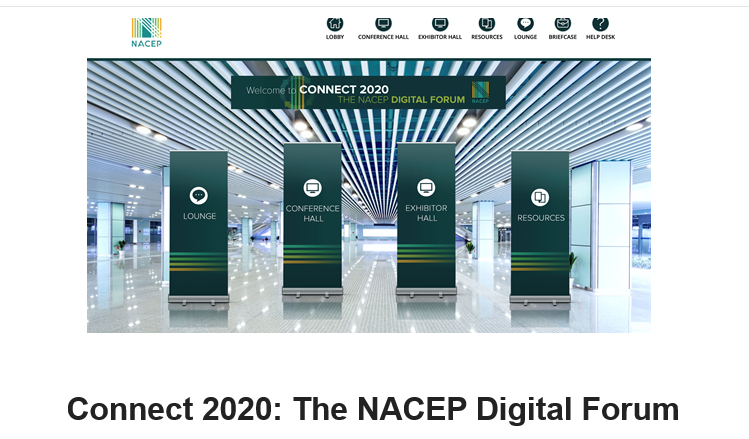 NACEP
LOBBY
CONFERENCE HALL
EXHIBITOR HALL
RESOURCES
LOUNGE
BRIEFCASE
HELP DESK
Welcome to CONNECT 2020
THE NACEP DIGITAL FORUM
NACEP
LOUNGE
CONFERENCE
HALL
EXHIBITOR
HALL
RESOURCES
Connect 2020: The NACEP Digital Forum